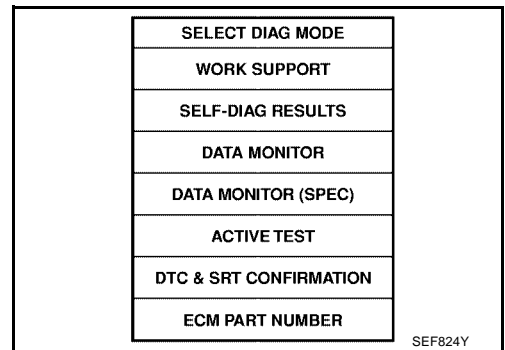 SELECT DIAG MODE
WORK SUPPORT
SELF-DIAG RESULTS
DATA MONITOR
DATA MONITOR (SPEC)
ACTIVE TEST
DTC & SRT CONFIRMATION
ECM PART NUMBER
SEF824Y